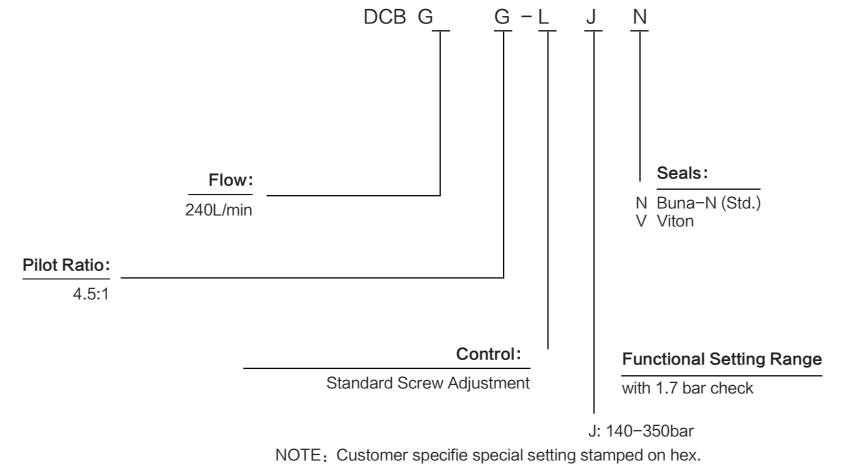 DCB G G-L J N
Flow:
240L/min
Seals:
N Buna-N (Std.)
V Viton
Pilot Ratio:
4.5:1
Control:
Standard Screw Adjustment
Functional Setting Range
with 1.7 bar check
J: 140-350bar
NOTE: Customer specifie special setting stamped on hex.